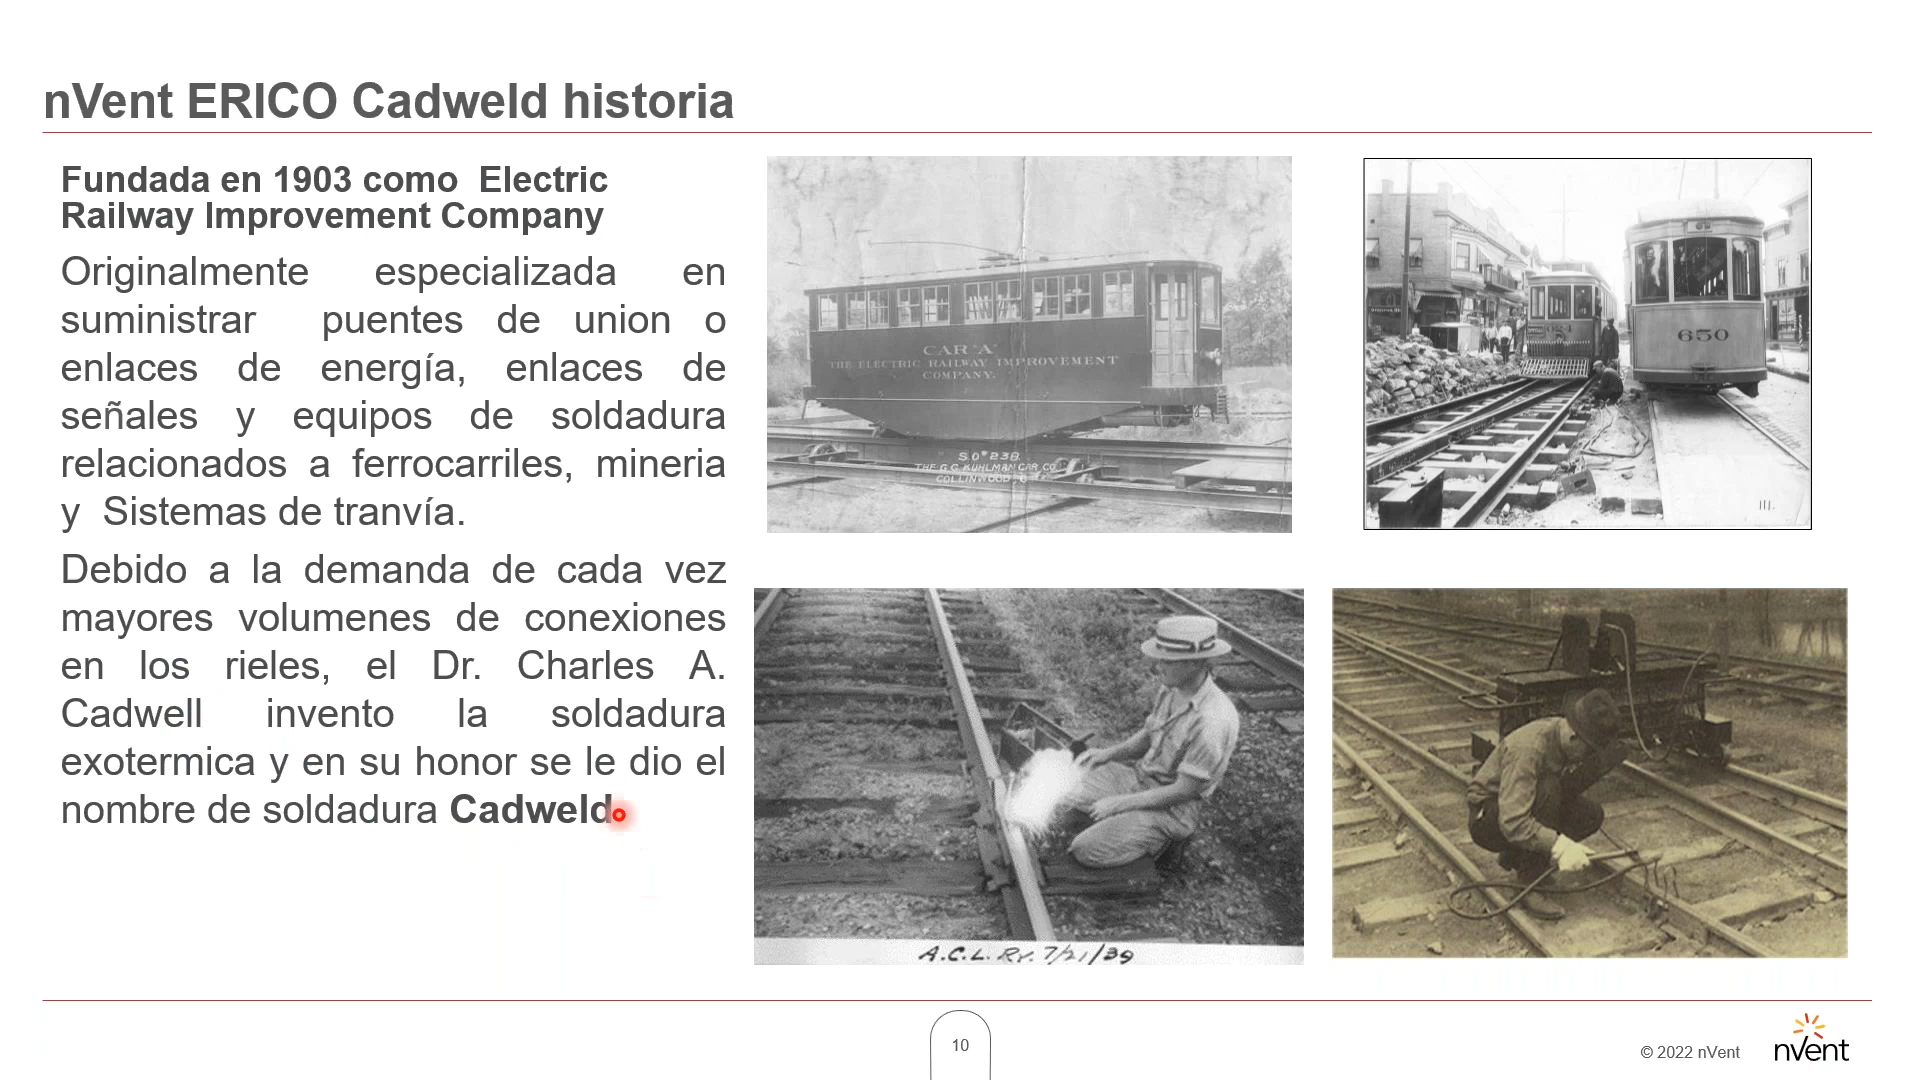 nVent ERICO Cadweld historia
Fundada en 1903 como Electric
Railway Improvement Company
Originalmente especializada en
suministrar puentes de union o
enlaces de energía, enlaces de
señales y equipos de soldadura
relacionados a ferrocarriles, mineria
y Sistemas de tranvía.
Debido a la demanda de cada vez
mayores volumenes de conexiones
en los rieles, el Dr. Charles A.
Cadwell invento la soldadura
exotermica y en su honor se le dio el
nombre de soldadura Cadweld
CAR "A"
THE ELECTRIC RAILWAY IMPROVEMENT
COMPANY.
S.O# 238.
THE G.C. KUHLMAN CAR CO
COLLINWOOD, O
650
111.
A.C.L. Ry. 7/21/39
10
© 2022 nVent
nVent